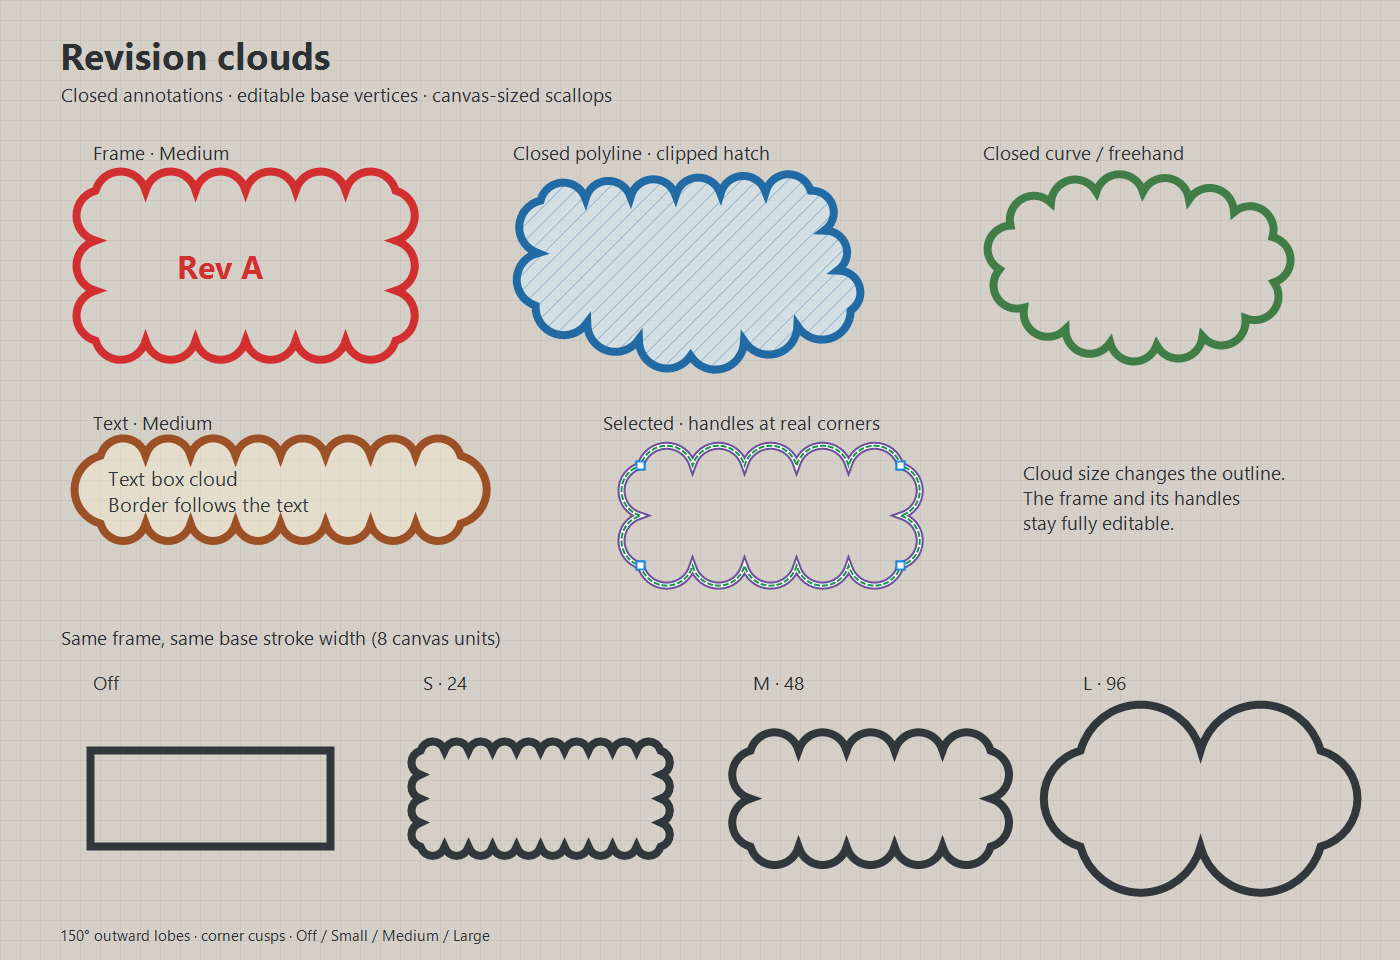 Revision clouds
Closed annotations · editable base vertices · canvas-sized scallops
Frame · Medium
Closed polyline · clipped hatch
Closed curve / freehand
Rev A
Text · Medium
Selected · handles at real corners
Text box cloud
Border follows the text
Cloud size changes the outline.
The frame and its handles
stay fully editable.
Same frame, same base stroke width (8 canvas units)
Off
S · 24
M · 48
L · 96
150° outward lobes · corner cusps · Off / Small / Medium / Large